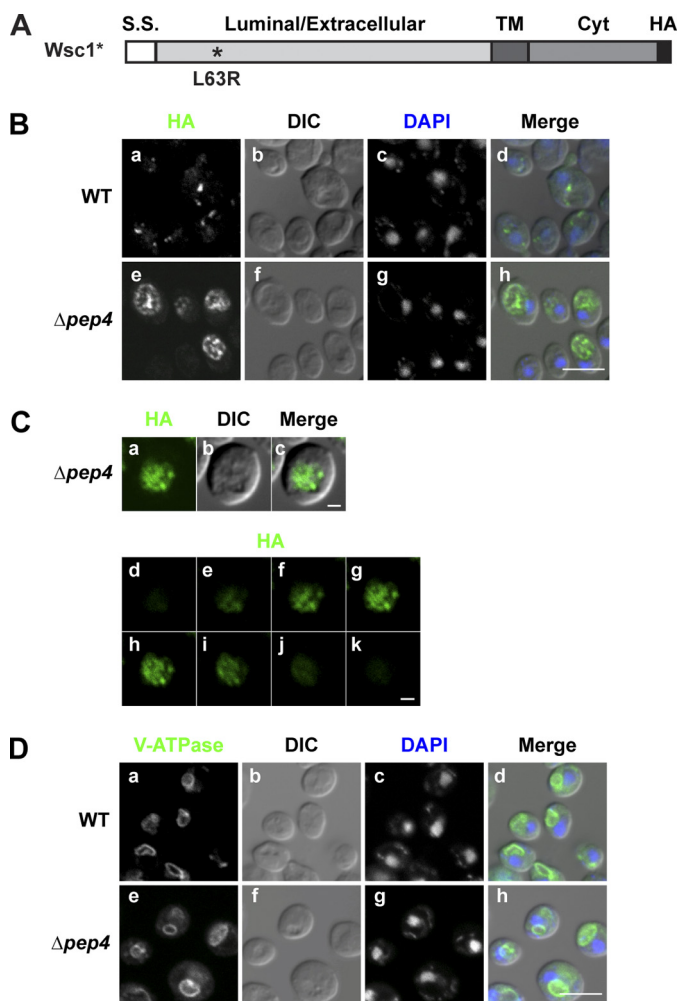 A
S.S. Luminal/Extracellular TM Cyt HA
Wsc1* *
L63R
B
HA DIC DAPI Merge
WT
a b c d
Δpep4
e f g h
C
HA DIC Merge
Δpep4
a b c
HA
d e f g
h i j k
D
V-ATPase DIC DAPI Merge
WT
a b c d
Δpep4
e f g h